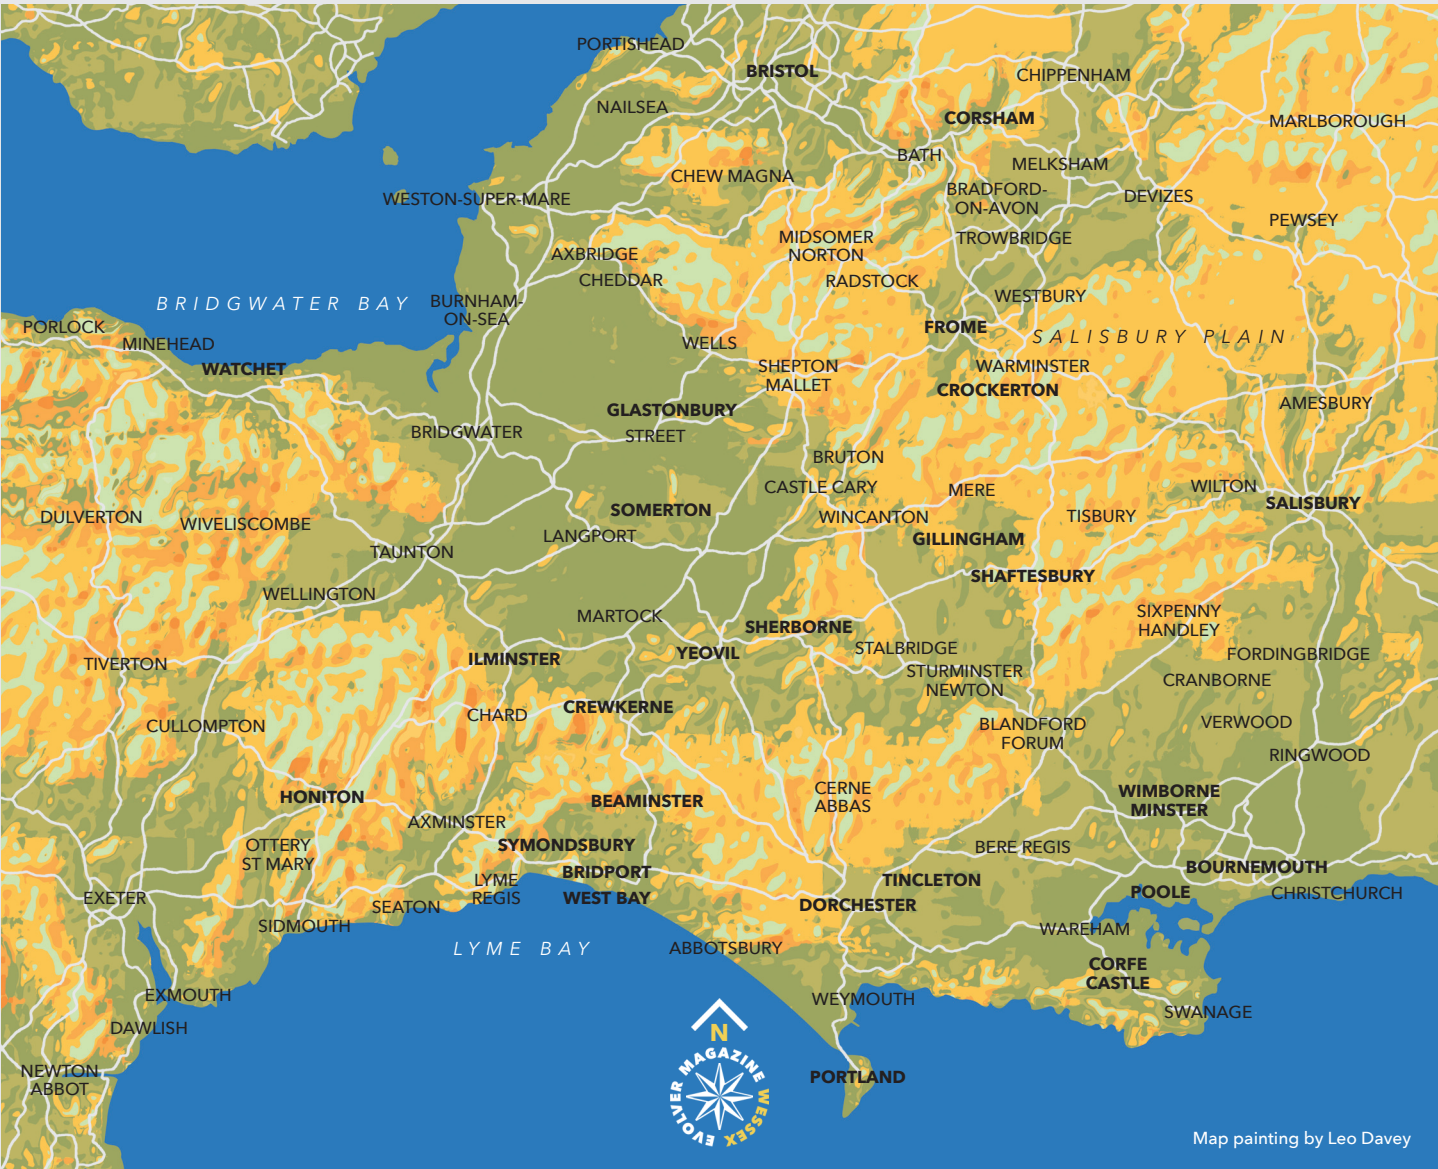 PORTISHEAD
BRISTOL
CHIPPENHAM
NAILSEA
CORSHAM
MARLBOROUGH
BATH
MELKSHAM
CHEW MAGNA
WESTON-SUPER-MARE
BRADFORD-
ON-AVON
DEVIZES
PEWSEY
MIDSOMER
NORTON
TROWBRIDGE
AXBRIDGE
CHEDDAR
RADSTOCK
BRIDGWATER BAY
BURNHAM-
ON-SEA
WESTBURY
PORLOCK
MINEHEAD
FROME
SALISBURY PLAIN
WELLS
WATCHET
SHEPTON
MALLET
WARMINSTER
CROCKERTON
AMESBURY
GLASTONBURY
BRIDGWATER
STREET
BRUTON
CASTLE CARY
MERE
WILTON
SALISBURY
DULVERTON
WIVELISCOMBE
SOMERTON
WINCANTON
TISBURY
LANGPORT
GILLINGHAM
TAUNTON
SHAFTESBURY
WELLINGTON
MARTOCK
SIXPENNY
HANDLEY
SHERBORNE
STALBRIDGE
TIVERTON
ILMINSTER
YEOVIL
FORDINGBRIDGE
STURMINSTER
NEWTON
CRANBORNE
CREWKERNE
CHARD
CULLOMPTON
BLANDFORD
FORUM
VERWOOD
RINGWOOD
HONITON
BEAMINSTER
CERNE
ABBAS
WIMBORNE
MINSTER
AXMINSTER
OTTERY
ST MARY
SYMONDSBURY
BERE REGIS
BRIDPORT
BOURNEMOUTH
LYME
REGIS
TINCLETON
POOLE
CHRISTCHURCH
EXETER
WEST BAY
SEATON
DORCHESTER
SIDMOUTH
WAREHAM
LYME BAY
ABBOTSBURY
CORFE
CASTLE
EXMOUTH
WEYMOUTH
SWANAGE
DAWLISH
N
NEWTON
ABBOT
PORTLAND
EVOLVER MAGAZINE WESSEX
Map painting by Leo Davey